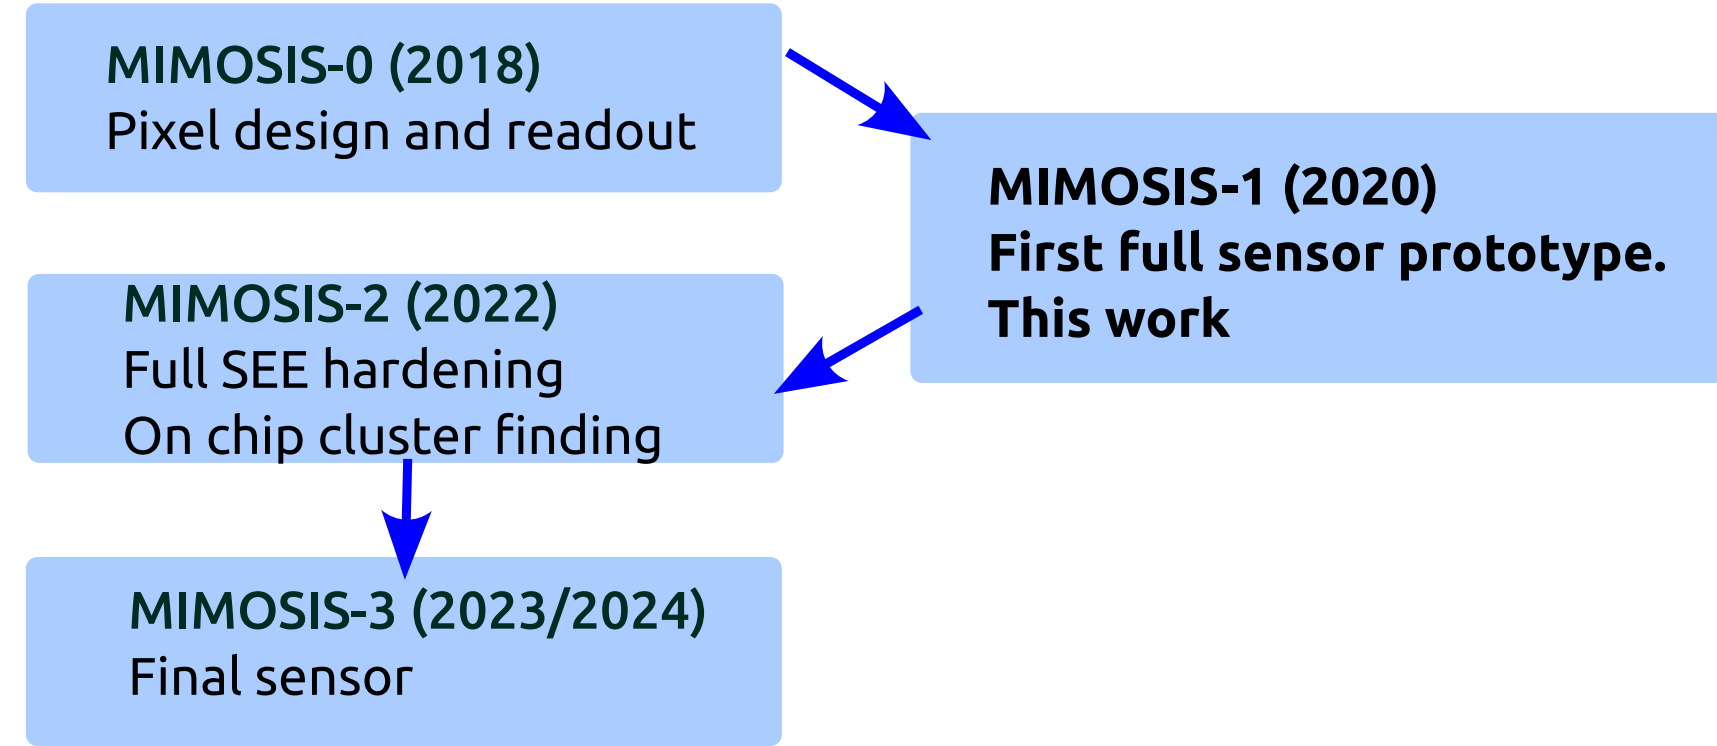 MIMOSIS-0 (2018)
Pixel design and readout
MIMOSIS-1 (2020)
First full sensor prototype.
This work
MIMOSIS-2 (2022)
Full SEE hardening
On chip cluster finding
MIMOSIS-3 (2023/2024)
Final sensor